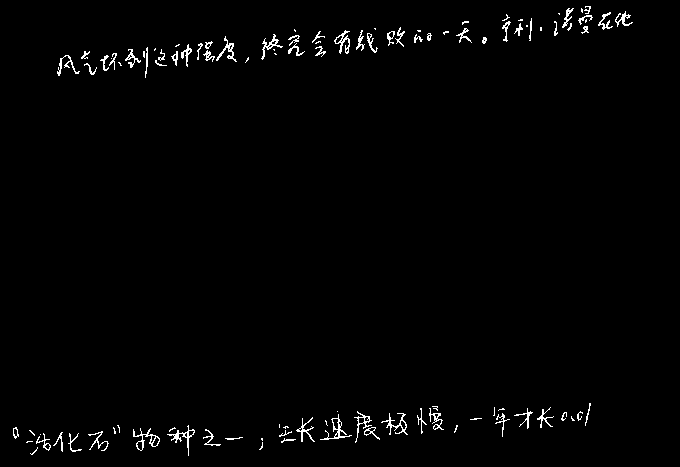 风气坏到这种强度，终究会有线败的一天。亨利·诺曼在他
“活化石”物种之一，生长速度极慢，一年才长0.01